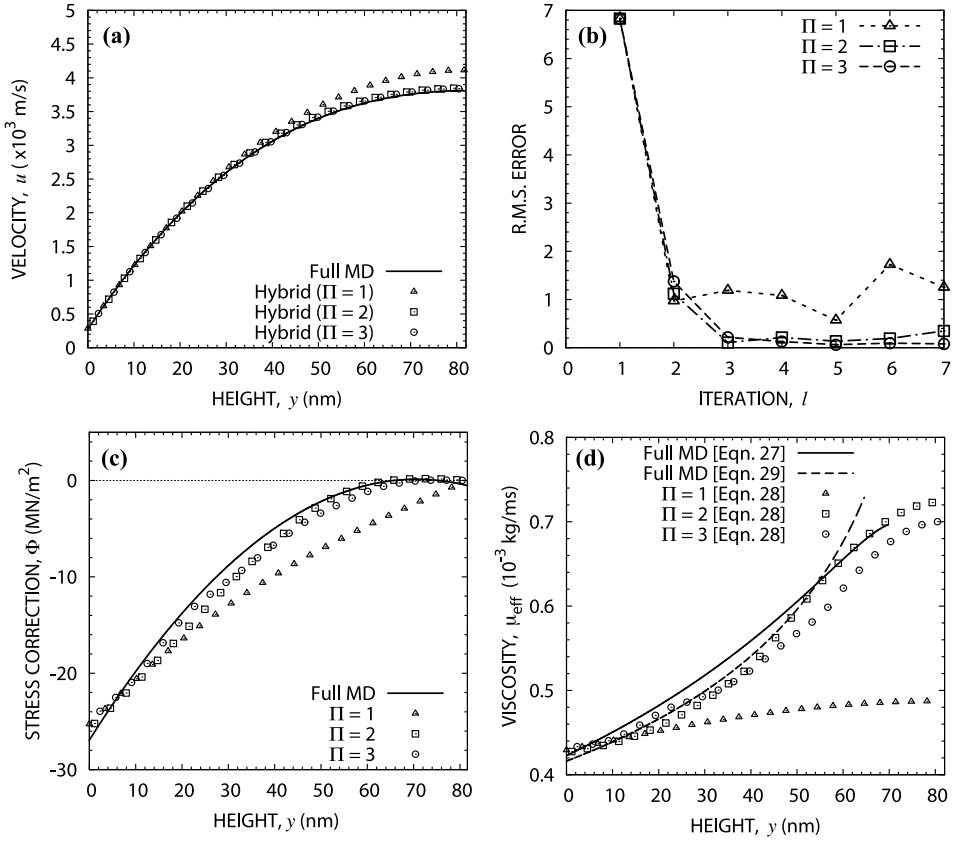 (a)
5
4.5
4
3.5
3
2.5
2
1.5
1
0.5
0
VELOCITY, u ( x10³ m/s)
Full MD
Hybrid (Π = 1)
Hybrid (Π = 2)
Hybrid (Π = 3)
0 10 20 30 40 50 60 70 80
HEIGHT, y (nm)
(b)
7
6
5
4
3
2
1
0
R.M.S. ERROR
Π = 1
Π = 2
Π = 3
0 1 2 3 4 5 6 7
ITERATION, l
(c)
0
-10
-20
-30
STRESS CORRECTION, Φ (MN/m²)
Full MD
Π = 1
Π = 2
Π = 3
0 10 20 30 40 50 60 70 80
HEIGHT, y (nm)
(d)
0.8
0.7
0.6
0.5
0.4
VISCOSITY, μeff (10⁻³ kg/ms)
Full MD [Eqn. 27]
Full MD [Eqn. 29]
Π = 1 [Eqn. 28]
Π = 2 [Eqn. 28]
Π = 3 [Eqn. 28]
0 10 20 30 40 50 60 70 80
HEIGHT, y (nm)